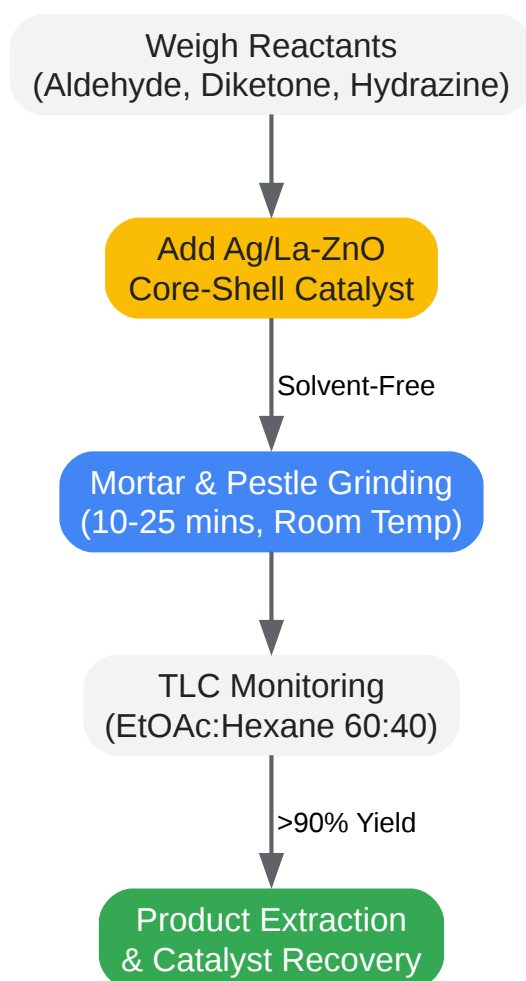 Weigh Reactants
(Aldehyde, Diketone, Hydrazine)
Add Ag/La-ZnO
Core-Shell Catalyst
Solvent-Free
Mortar & Pestle Grinding
(10-25 mins, Room Temp)
TLC Monitoring
(EtOAc:Hexane 60:40)
>90% Yield
Product Extraction
& Catalyst Recovery